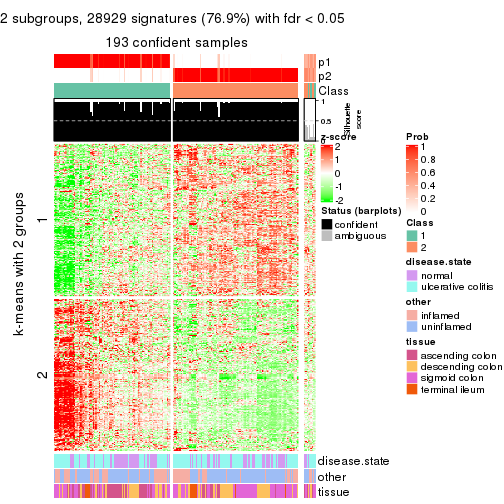 2 subgroups, 28929 signatures (76.9%) with fdr < 0.05
193 confident samples
p1
p2
Class
1
0.5
0
Silhouette
score
k-means with 2 groups
1
2
z-score
2
1
0
-1
-2
Status (barplots)
confident
ambiguous
Prob
1
0.8
0.6
0.4
0.2
0
Class
1
2
disease.state
normal
ulcerative colitis
other
inflamed
uninflamed
tissue
ascending colon
descending colon
sigmoid colon
terminal ileum
disease.state
other
tissue